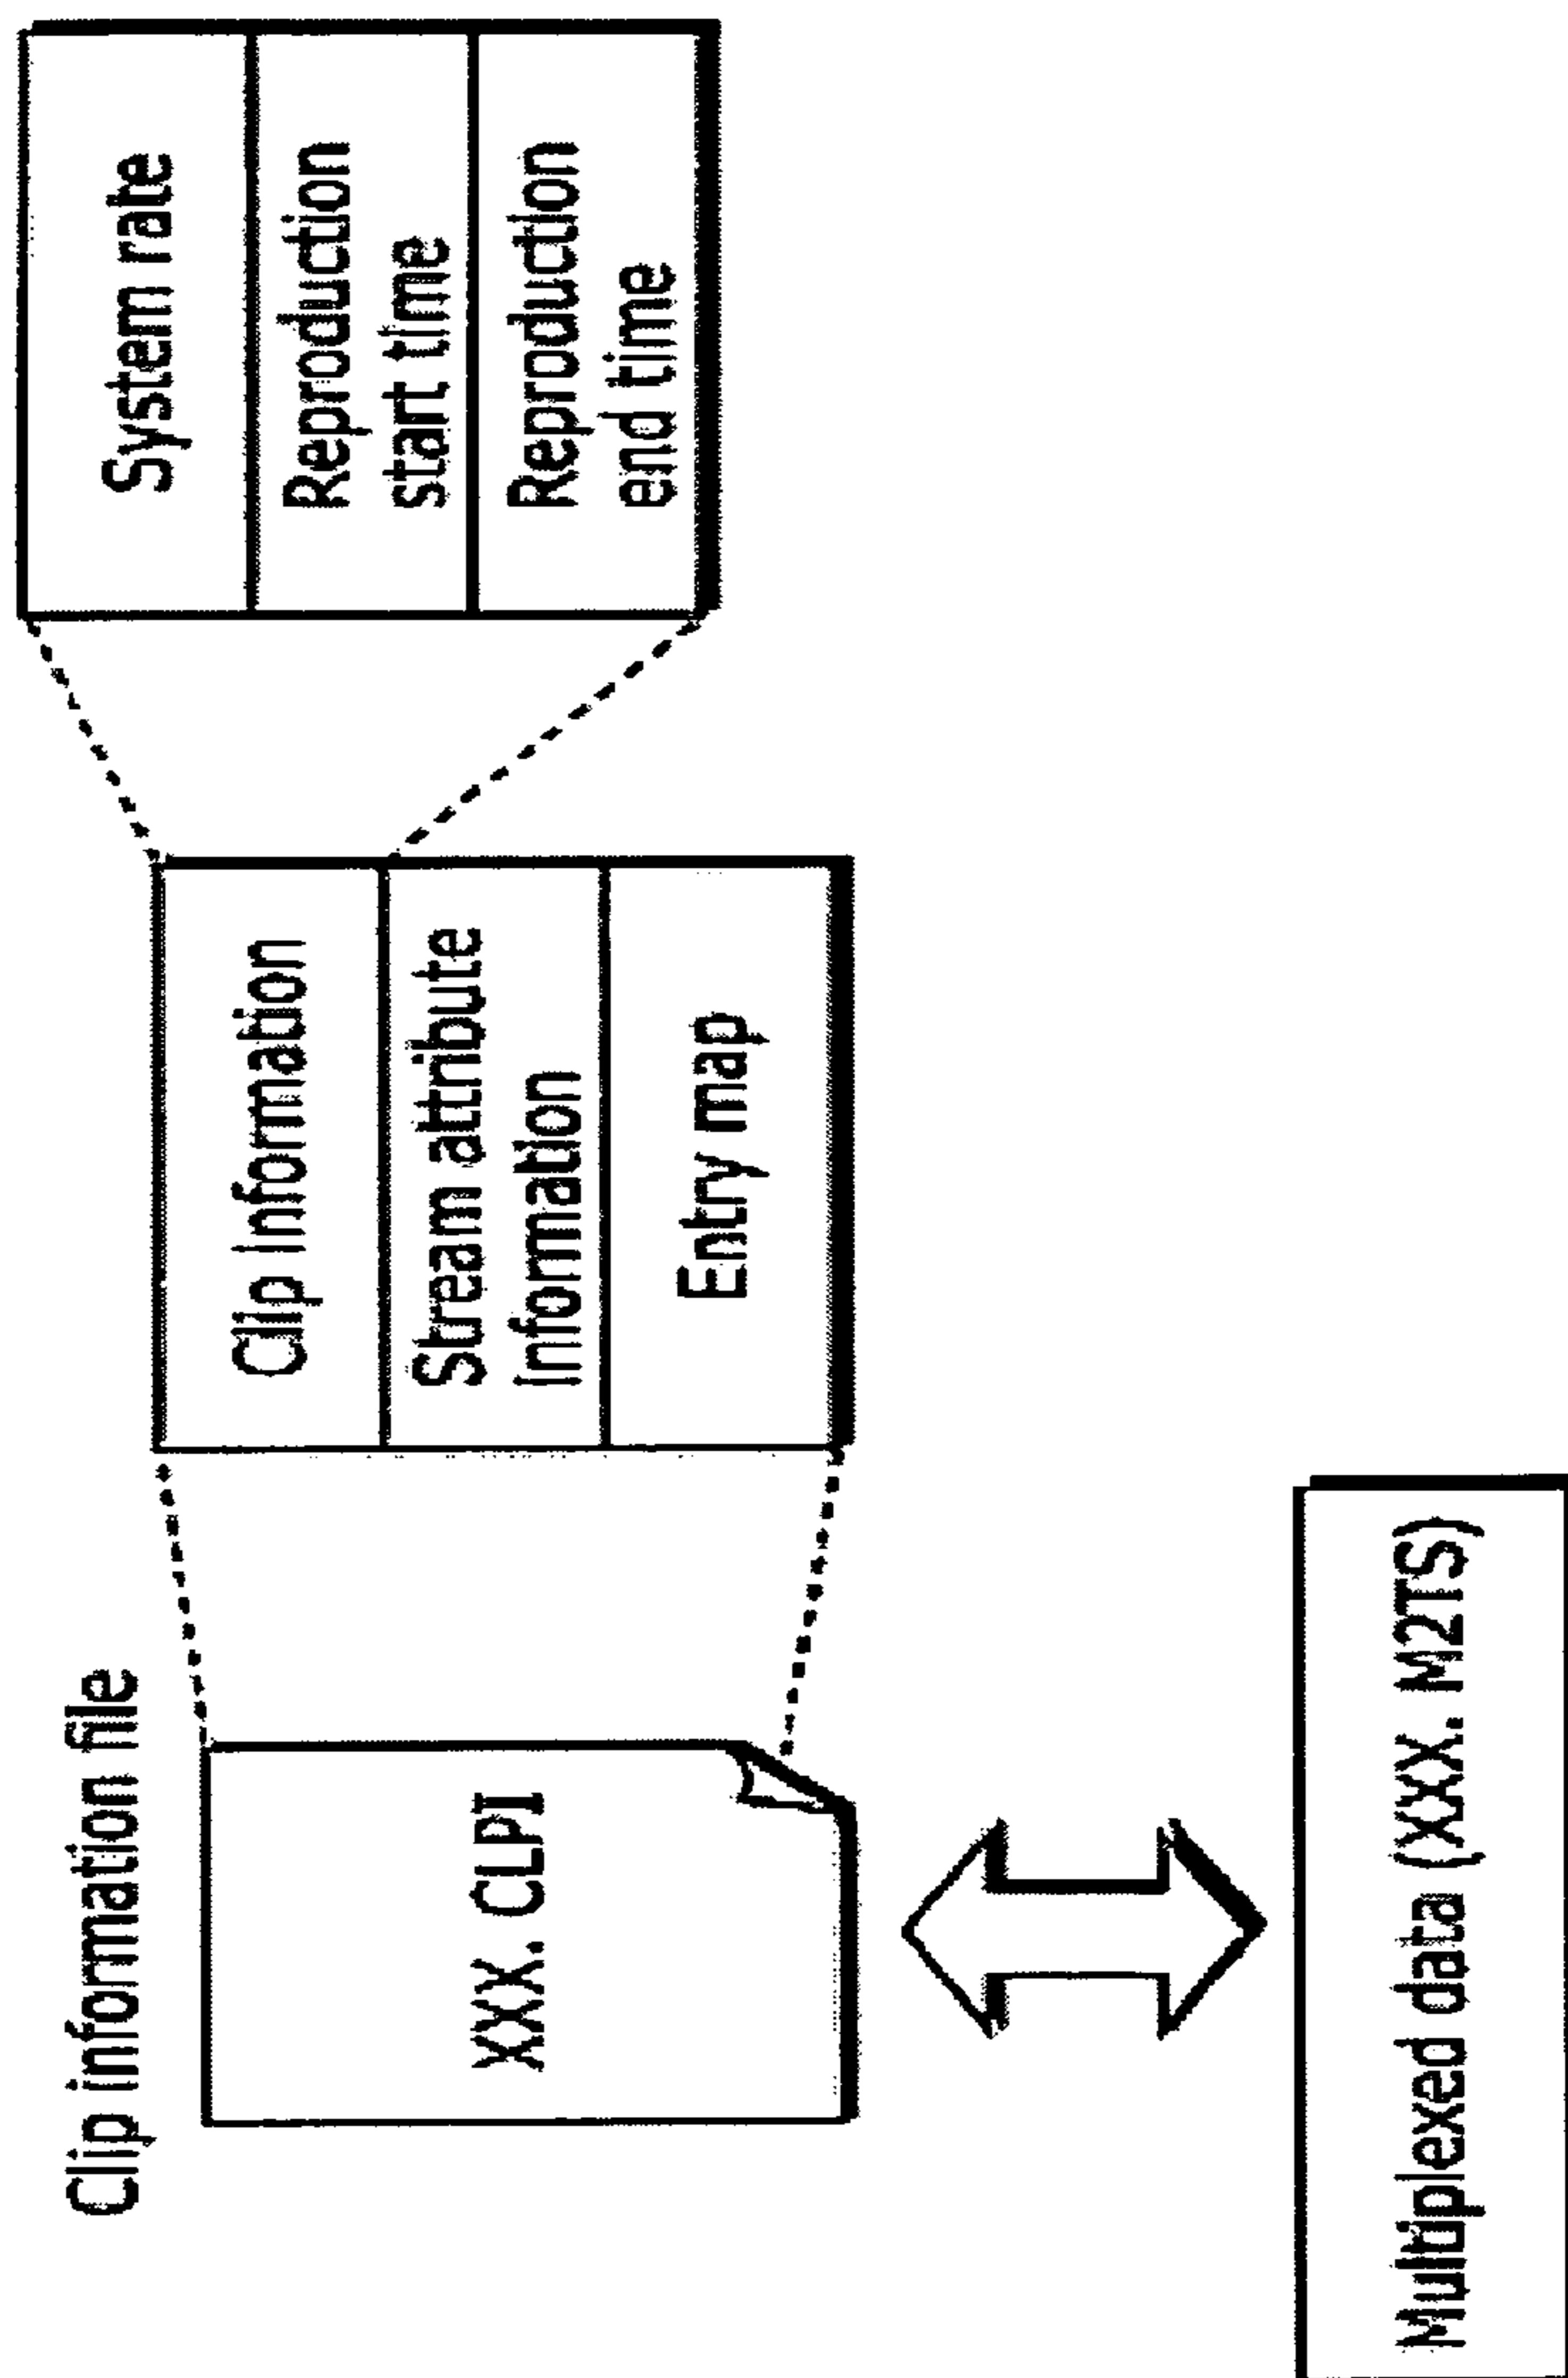 Clip information file
XXX. CLPI
Clip information
Stream attribute
information
Entry map
System rate
Reproduction
start time
Reproduction
end time
Multiplexed data (XXX. M2TS)